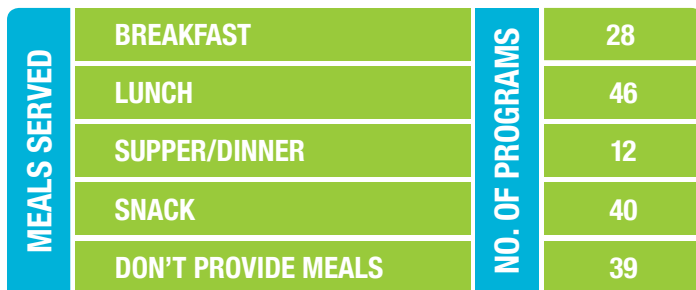 MEALS SERVED
BREAKFAST
LUNCH
SUPPER/DINNER
SNACK
DON'T PROVIDE MEALS
NO. OF PROGRAMS
28
46
12
40
39